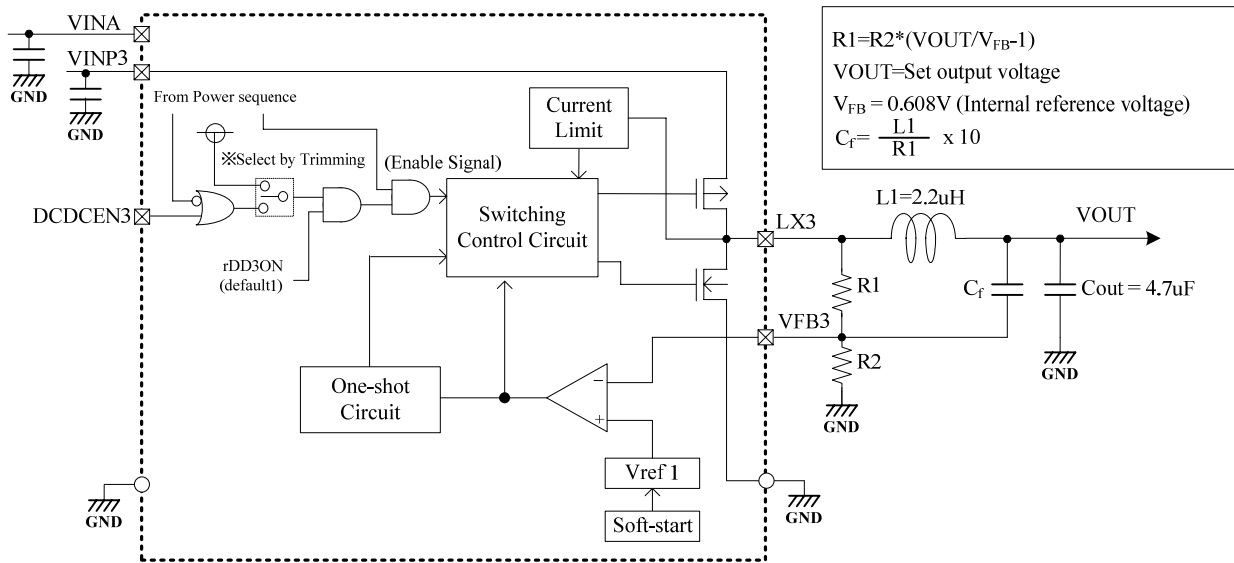 VINA
VINP3
GND
GND
From Power sequence
※Select by Trimming
(Enable Signal)
DCDCEN3
rDD3ON
(default1)
Current
Limit
Switching
Control Circuit
One-shot
Circuit
−
+
Vref 1
Soft-start
GND
GND
LX3
VFB3
R1
R2
GND
L1=2.2uH
VOUT
Cf
Cout = 4.7uF
GND
R1=R2*(VOUT/VFB-1)
VOUT=Set output voltage
VFB = 0.608V (Internal reference voltage)
Cf= L1/R1 x 10